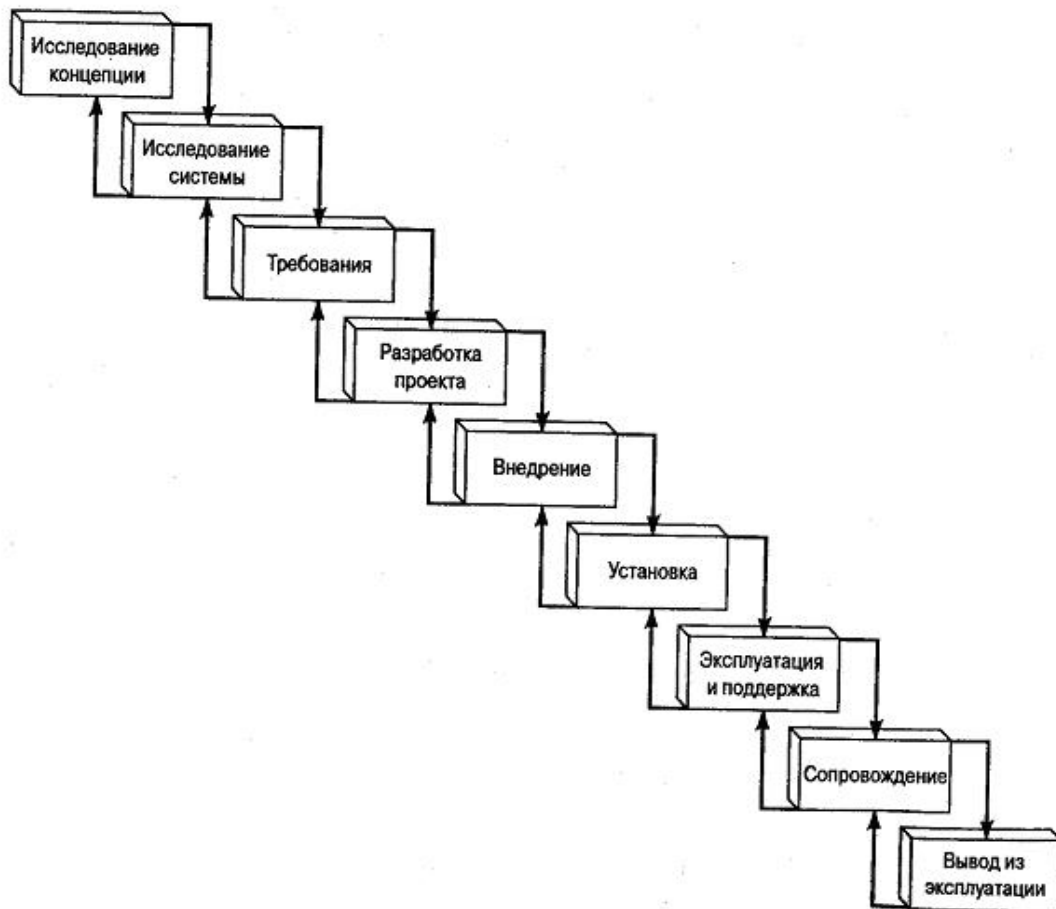 Исследование
концепции
Исследование
системы
Требования
Разработка
проекта
Внедрение
Установка
Эксплуатация
и поддержка
Сопровождение
Вывод из
эксплуатации